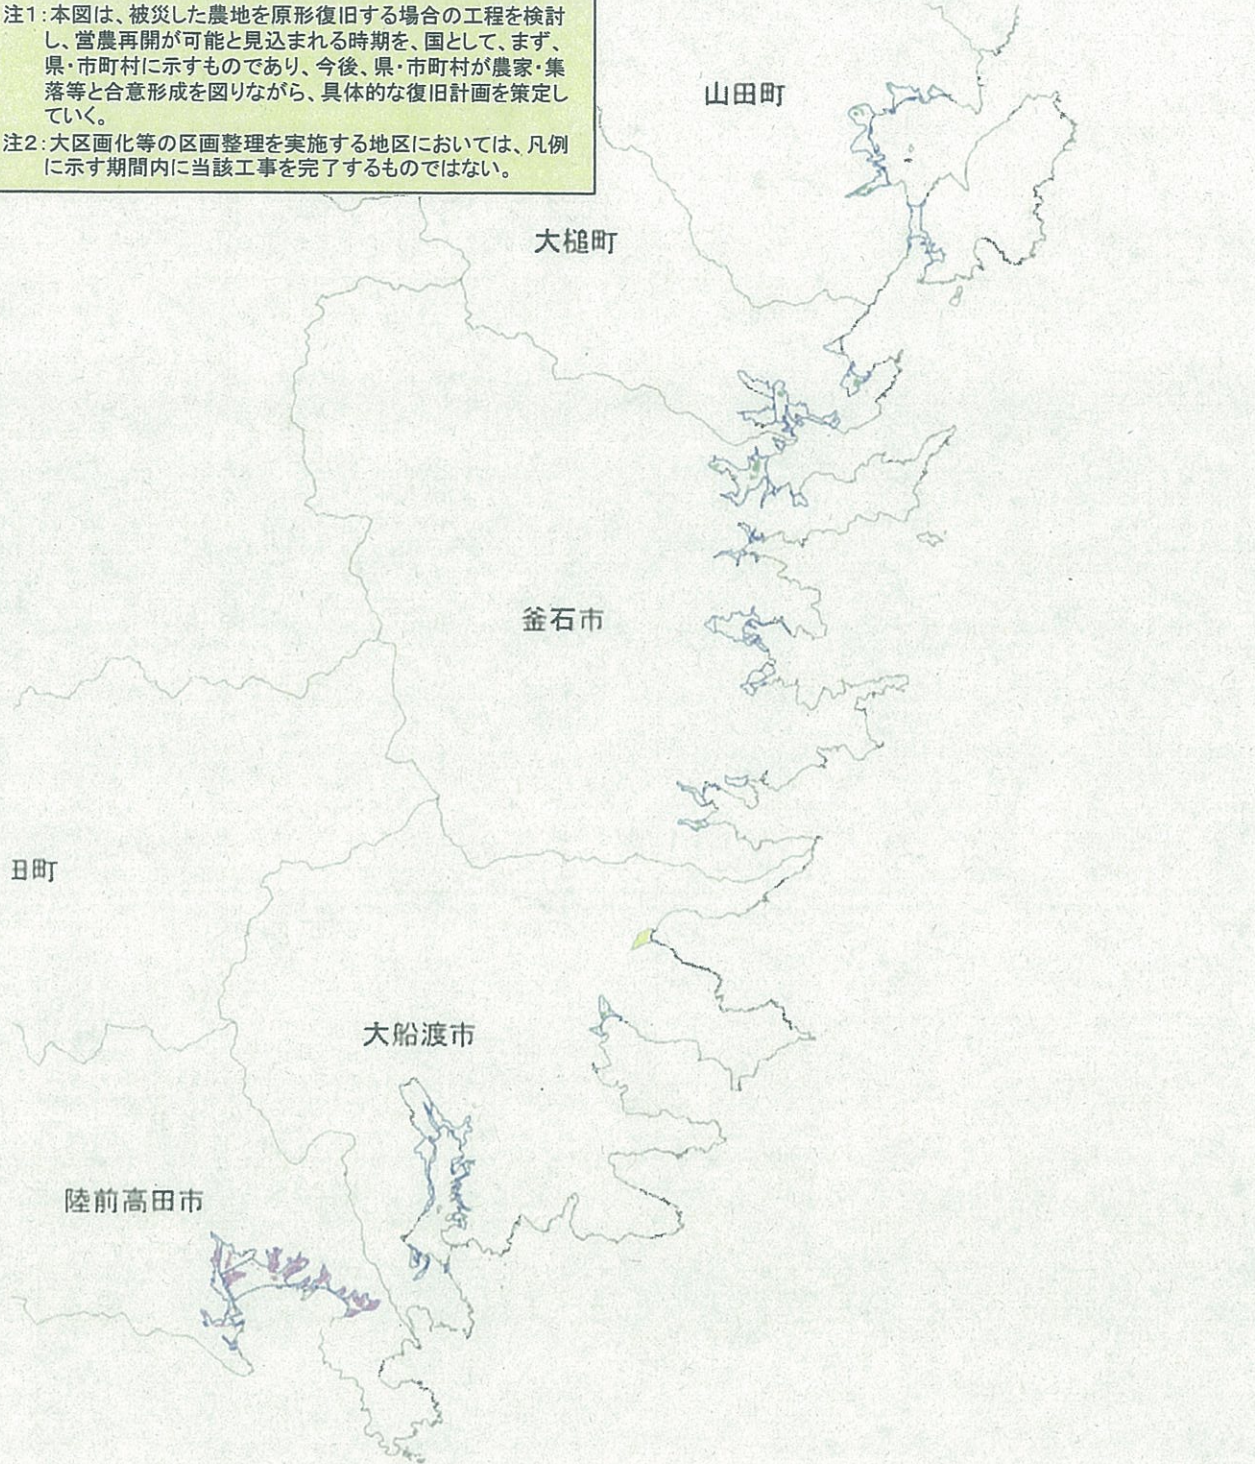 注1:本図は、被災した農地を原形復旧する場合の工程を検討
し、営農再開が可能と見込まれる時期を、国として、まず、
県・市町村に示すものであり、今後、県・市町村が農家・集
落等と合意形成を図りながら、具体的な復旧計画を策定し
ていく。
注2:大区画化等の区画整理を実施する地区においては、凡例
に示す期間内に当該工事を完了するものではない。
山田町
大槌町
釜石市
田町
大船渡市
陸前高田市